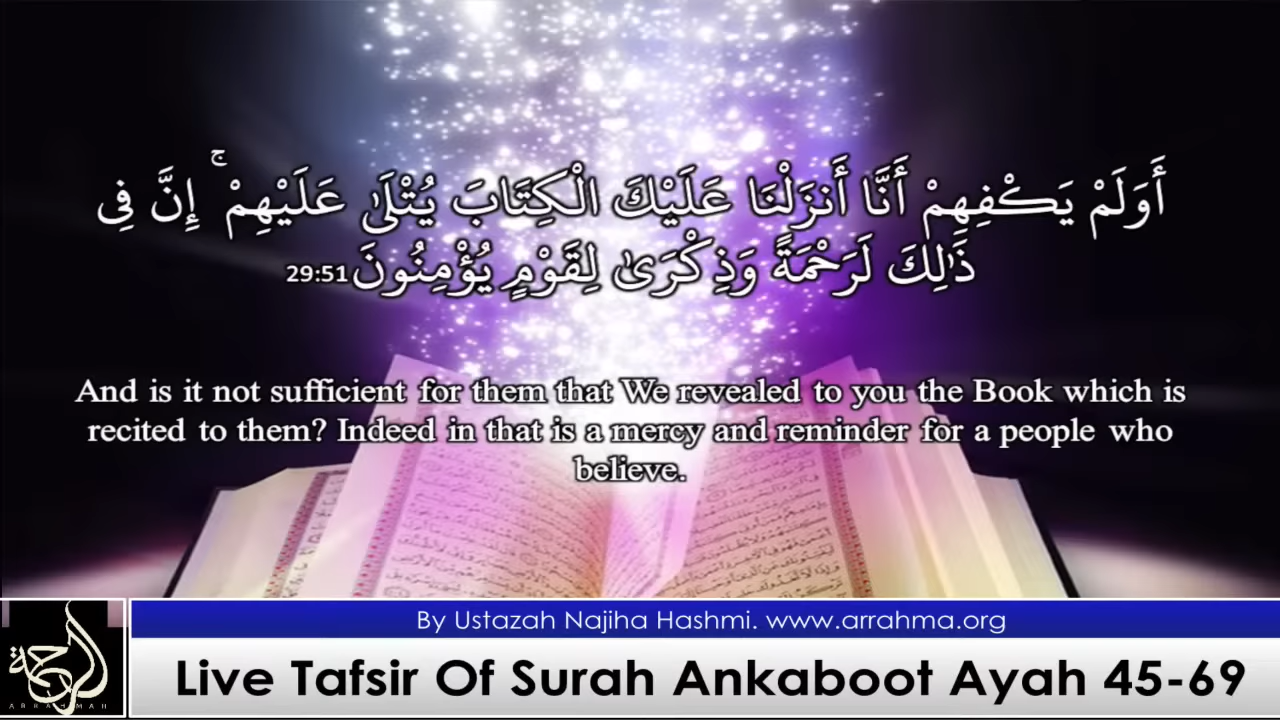 أَوَلَمْ يَكْفِهِمْ أَنَّا أَنزَلْنَا عَلَيْكَ الْكِتَابَ يُتْلَىٰ عَلَيْهِمْ ۚ إِنَّ فِى
ذَٰلِكَ لَرَحْمَةً وَذِكْرَىٰ لِقَوْمٍ يُؤْمِنُونَ 29:51
And is it not sufficient for them that We revealed to you the Book which is
recited to them? Indeed in that is a mercy and reminder for a people who
believe.
By Ustazah Najiha Hashmi. www.arrahma.org
الرحمة
ARRAHMAH
Live Tafsir Of Surah Ankaboot Ayah 45-69